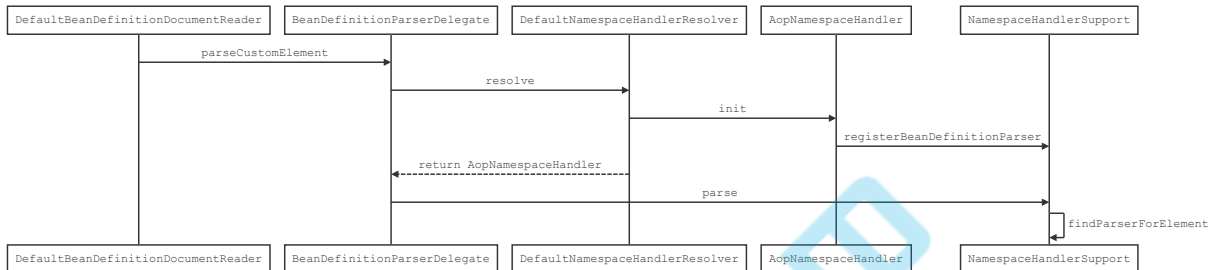 DefaultBeanDefinitionDocumentReader
BeanDefinitionParserDelegate
DefaultNamespaceHandlerResolver
AopNamespaceHandler
NamespaceHandlerSupport
parseCustomElement
resolve
init
registerBeanDefinitionParser
return AopNamespaceHandler
parse
findParserForElement
DefaultBeanDefinitionDocumentReader
BeanDefinitionParserDelegate
DefaultNamespaceHandlerResolver
AopNamespaceHandler
NamespaceHandlerSupport